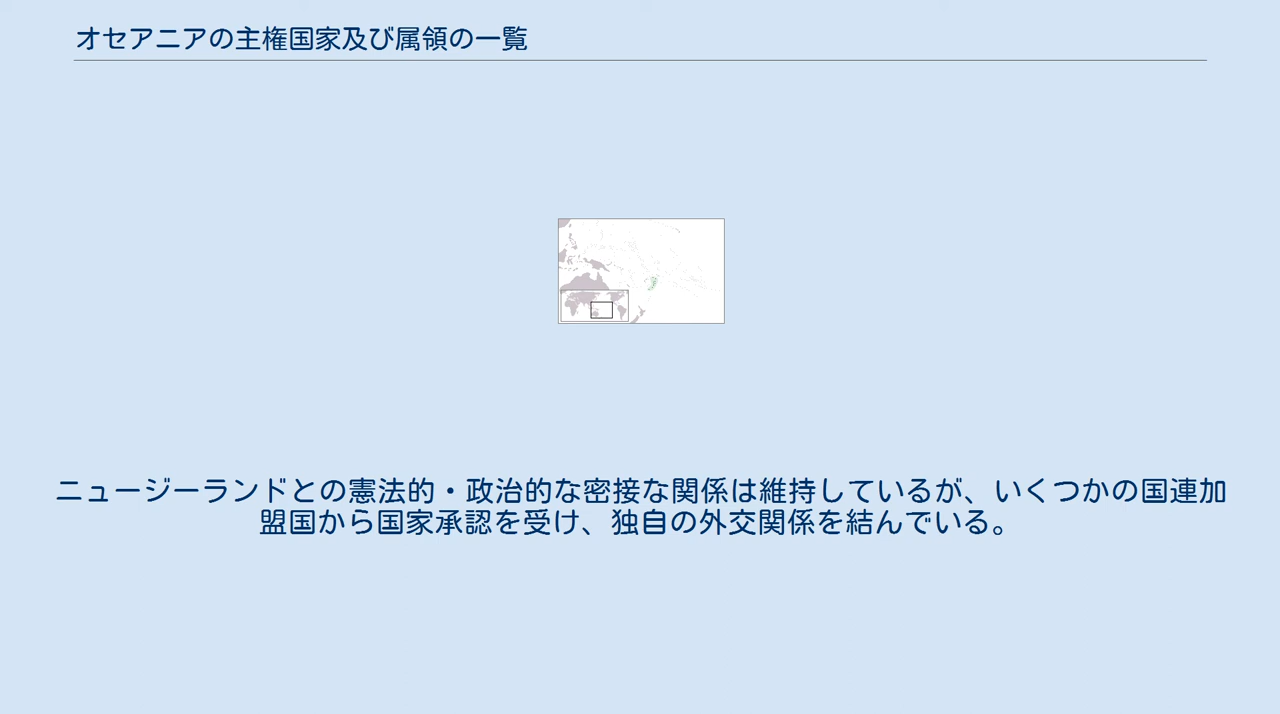 オセアニアの主権国家及び属領の一覧
ニュージーランドとの憲法的・政治的な密接な関係は維持しているが、いくつかの国連加
盟国から国家承認を受け、独自の外交関係を結んでいる。